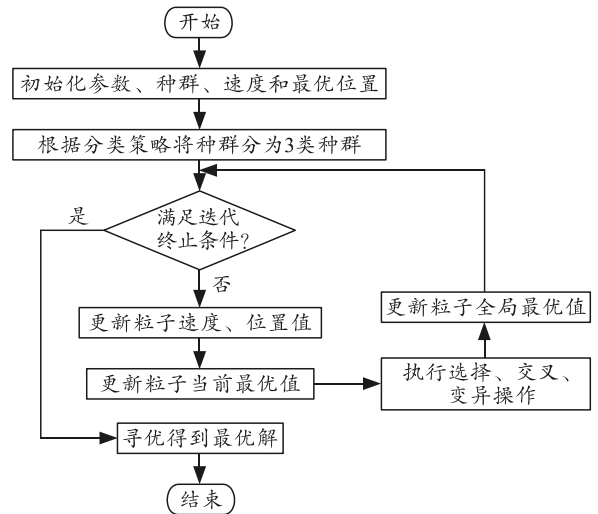 开始
初始化参数、种群、速度和最优位置
根据分类策略将种群分为3类种群
是
满足迭代
终止条件?
否
更新粒子速度、位置值
更新粒子当前最优值
执行选择、交叉、
变异操作
更新粒子全局最优值
寻优得到最优解
结束